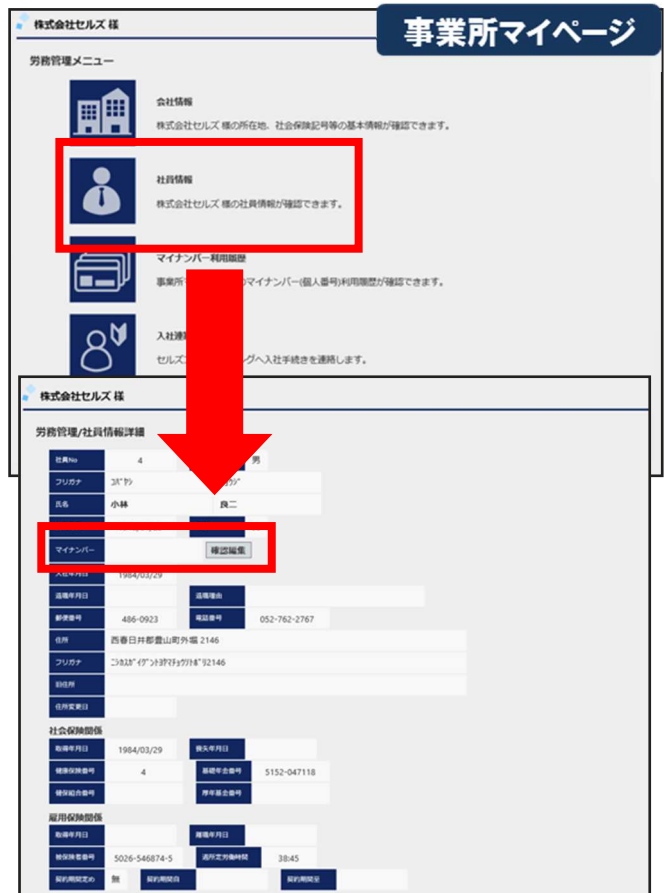 株式会社セルズ 様
事業所マイページ
労務管理メニュー
会社情報
株式会社セルズ 様の所在地、社会保険記号等の基本情報が確認できます。
社員情報
株式会社セルズ 様の社員情報が確認できます。
マイナンバー利用履歴
事業所 のマイナンバー(個人番号)利用履歴が確認できます。
入社連
セルズ グへ入社手続きを連絡します。
株式会社セルズ 様
労務管理/社員情報詳細
社員No 4 男
フリガナ コバヤシ
氏名 小林 良二
マイナンバー 確認編集
入社年月日 1984/03/29
退職年月日 退職理由
郵便番号 486-0923 電話番号 052-762-2767
住所 西春日井郡豊山町外堀 2146
フリガナ
旧住所
住所変更日
社会保険関係
取得年月日 1984/03/29 喪失年月日
健康保険番号 4 基礎年金番号 5152-047118
健保組合番号 厚年基金番号
雇用保険関係
取得年月日 離職年月日
被保険者番号 5026-546874-5 週所定労働時間 38:45
契約期間定め 無 契約期間自 契約期間至